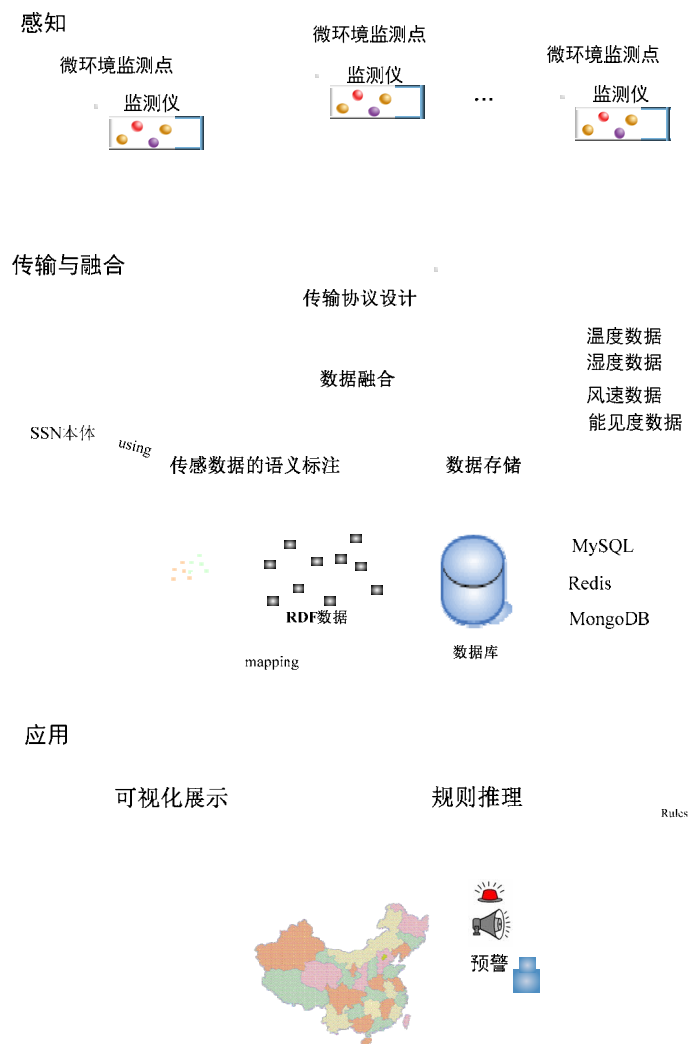 感知
微环境监测点
微环境监测点
微环境监测点
监测仪
监测仪
...
监测仪
传输与融合
传输协议设计
温度数据
湿度数据
数据融合
风速数据
能见度数据
SSN本体
using
传感数据的语义标注
数据存储
MySQL
Redis
MongoDB
RDF数据
数据库
mapping
应用
可视化展示
规则推理
Rules
预警